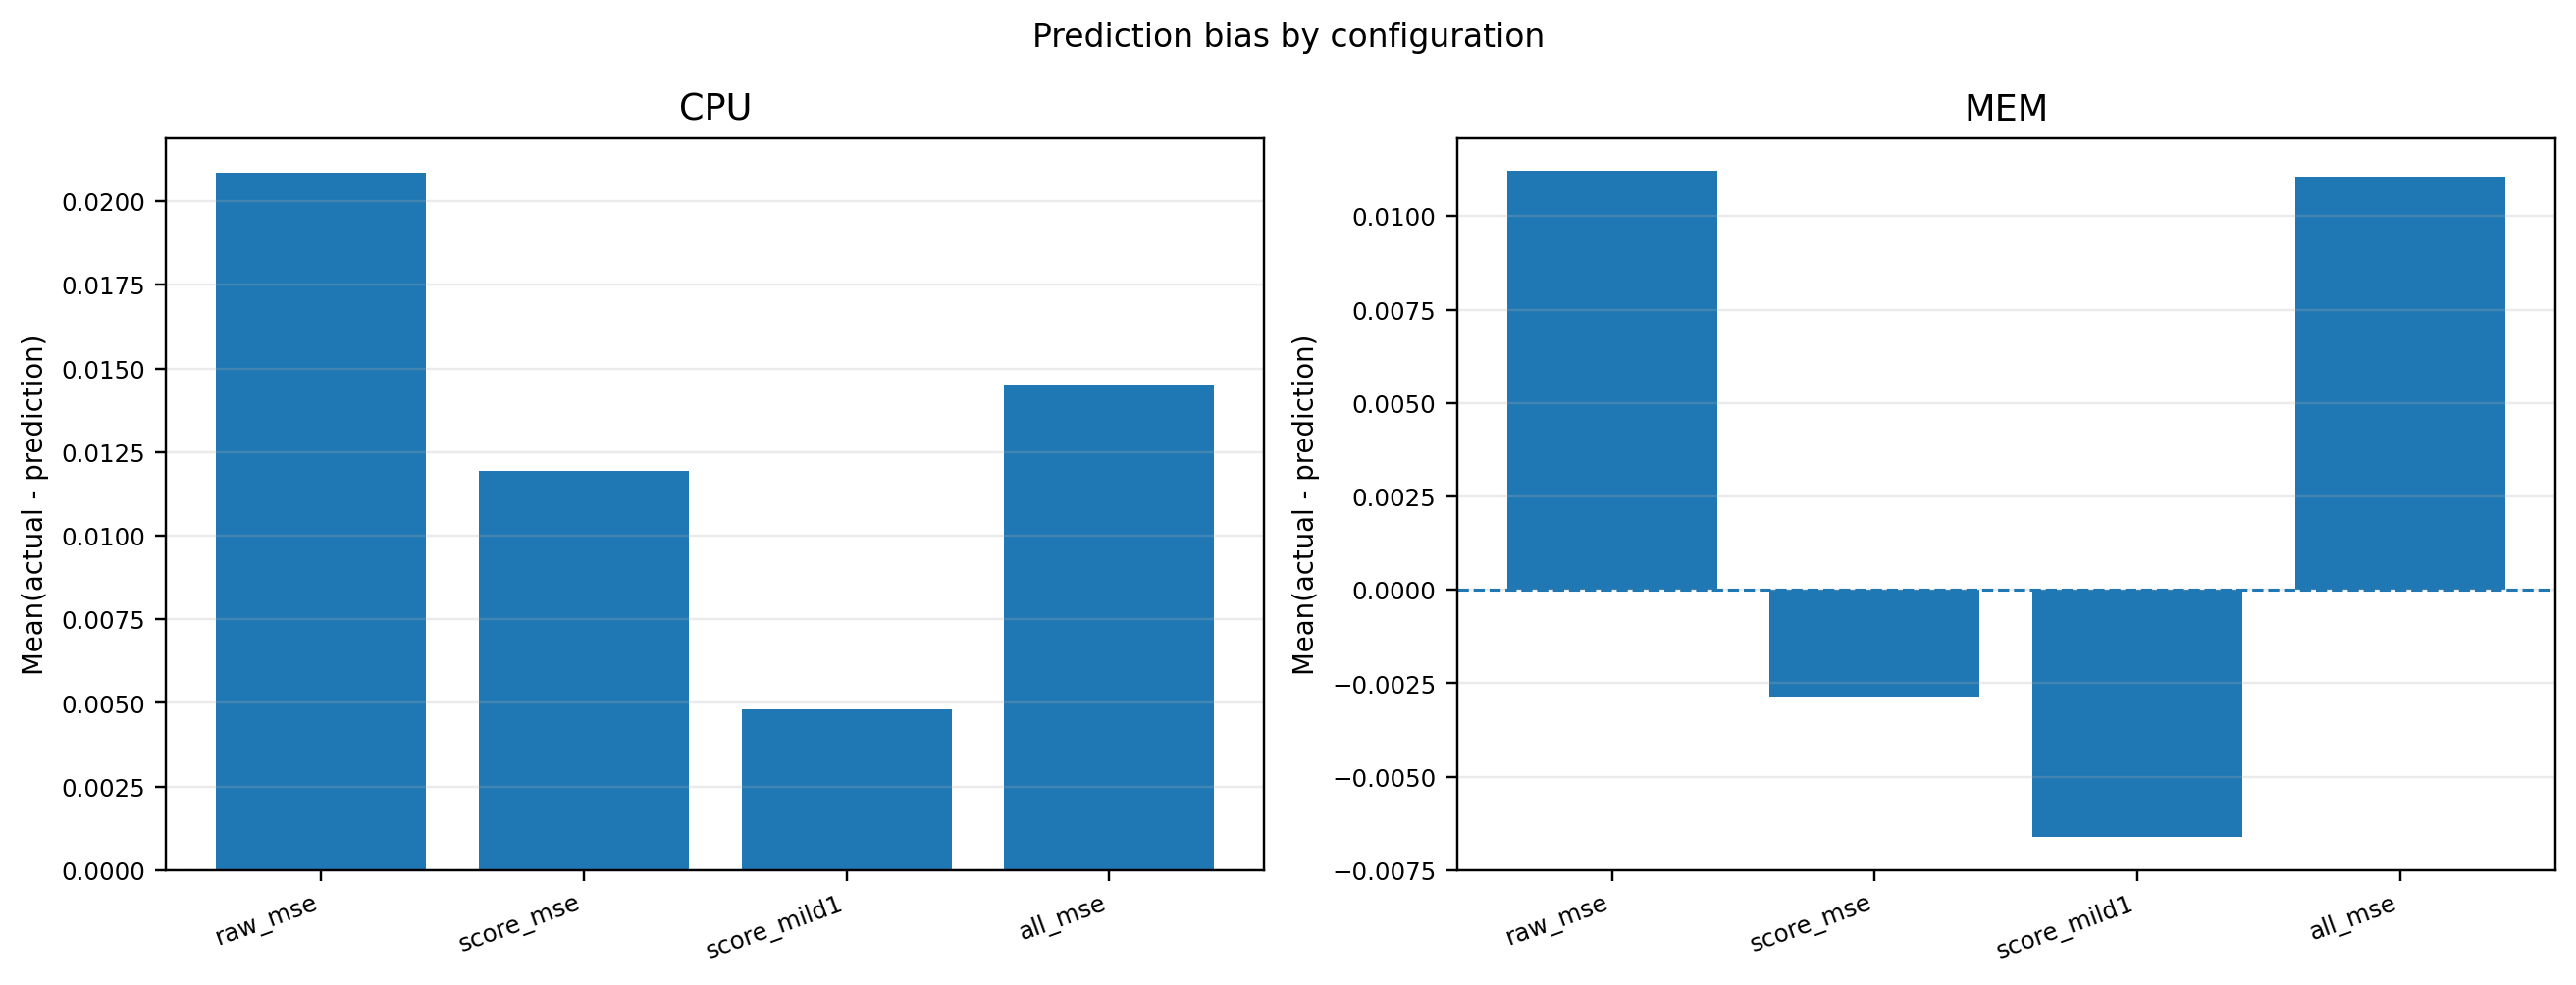 Prediction bias by configuration
CPU
Mean(actual - prediction)
0.0200
0.0175
0.0150
0.0125
0.0100
0.0075
0.0050
0.0025
0.0000
raw_mse
score_mse
score_mild1
all_mse
MEM
Mean(actual - prediction)
0.0100
0.0075
0.0050
0.0025
0.0000
−0.0025
−0.0050
−0.0075
raw_mse
score_mse
score_mild1
all_mse